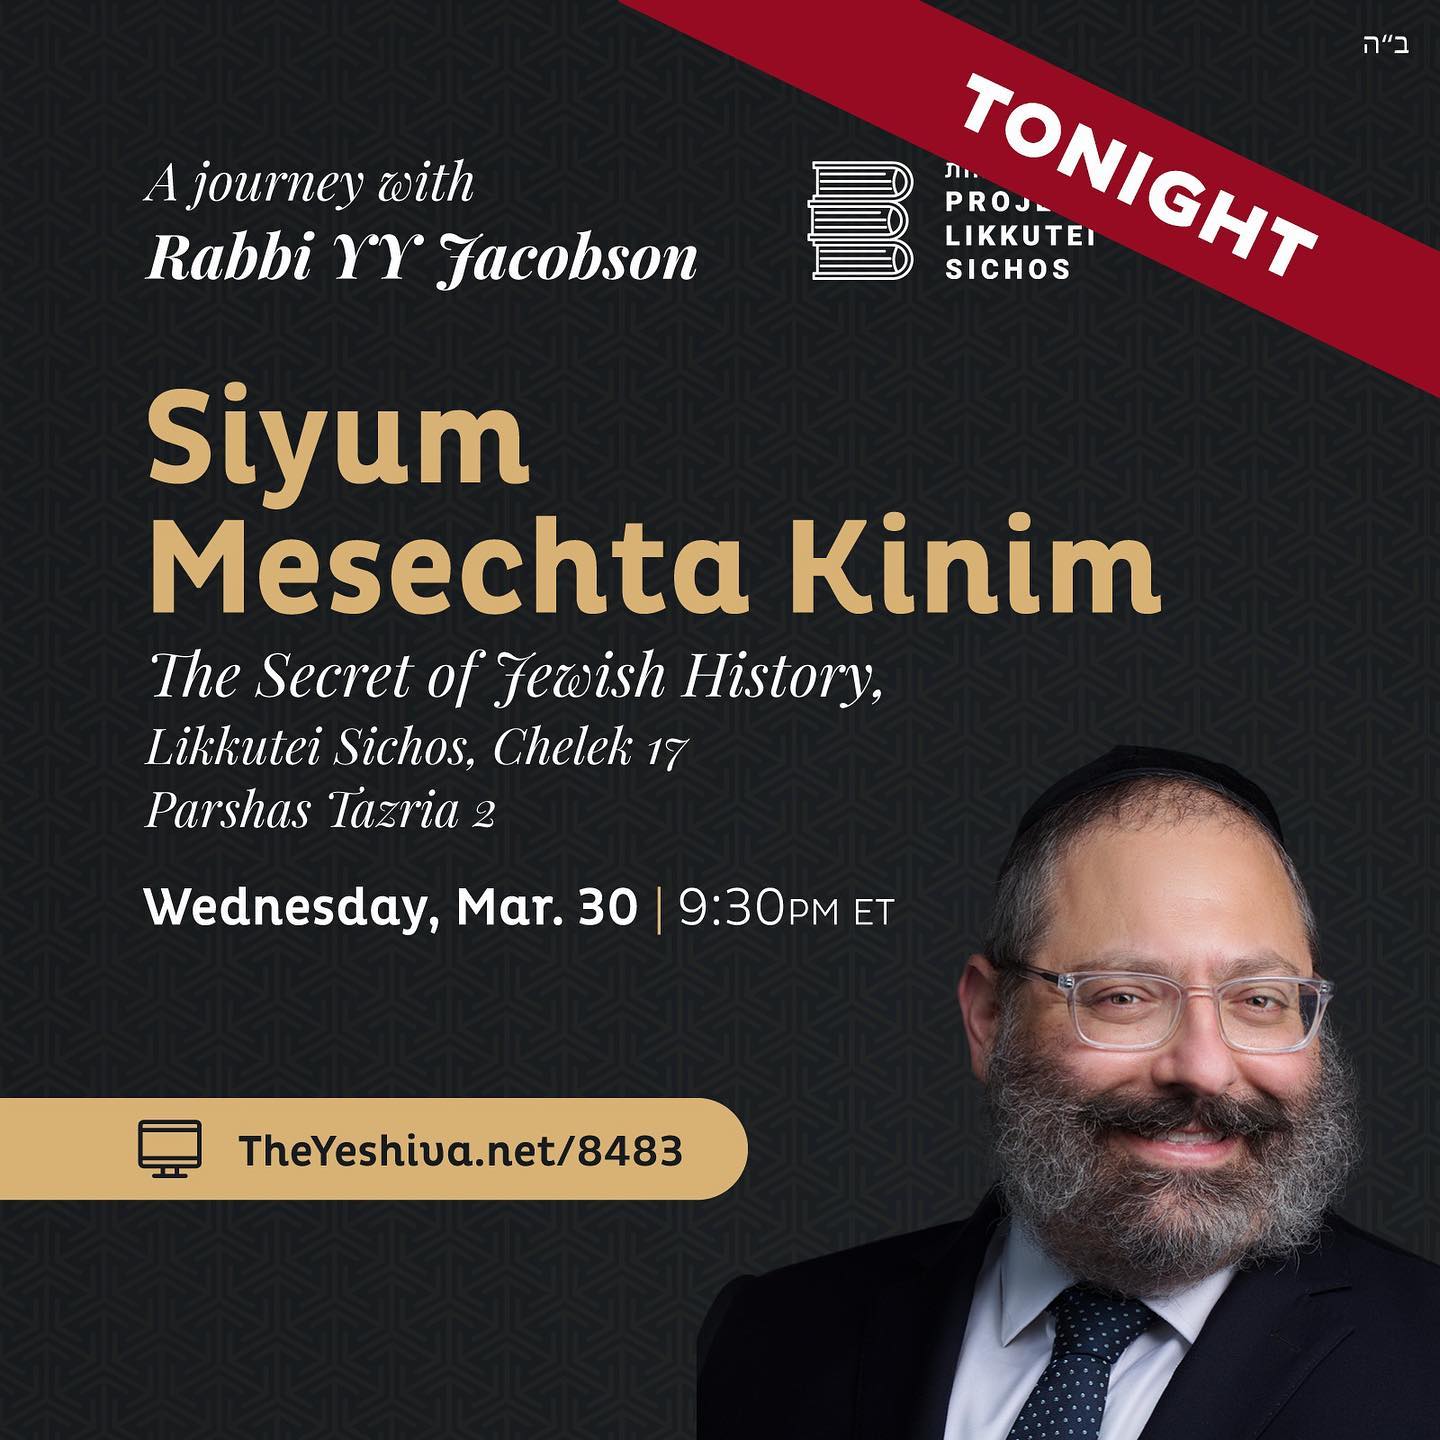 ב"ה
TONIGHT
A journey with
Rabbi YY Jacobson
LIKKUTEI
SICHOS
Siyum
Mesechta Kinim
The Secret of Jewish History,
Likkutei Sichos, Chelek 17
Parshas Tazria 2
Wednesday, Mar. 30 | 9:30PM ET
TheYeshiva.net/8483